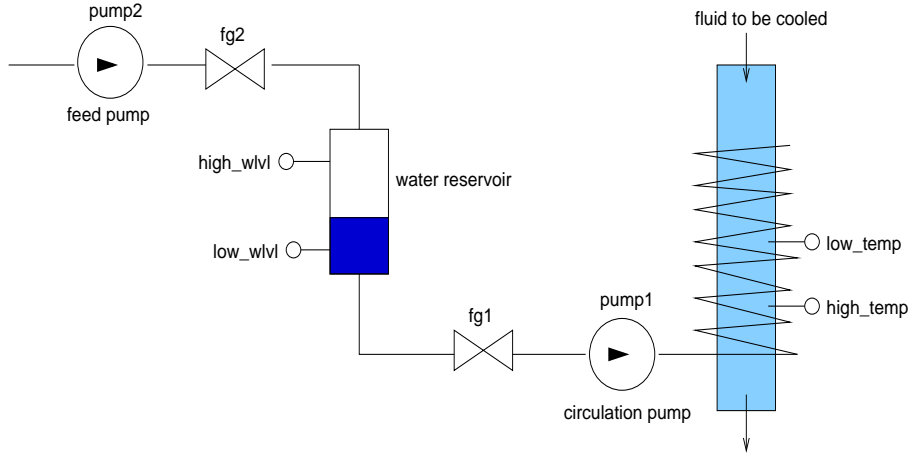 pump2
fluid to be cooled
fg2
feed pump
high_wlvl
water reservoir
low_wlvl
low_temp
pump1
high_temp
fg1
circulation pump